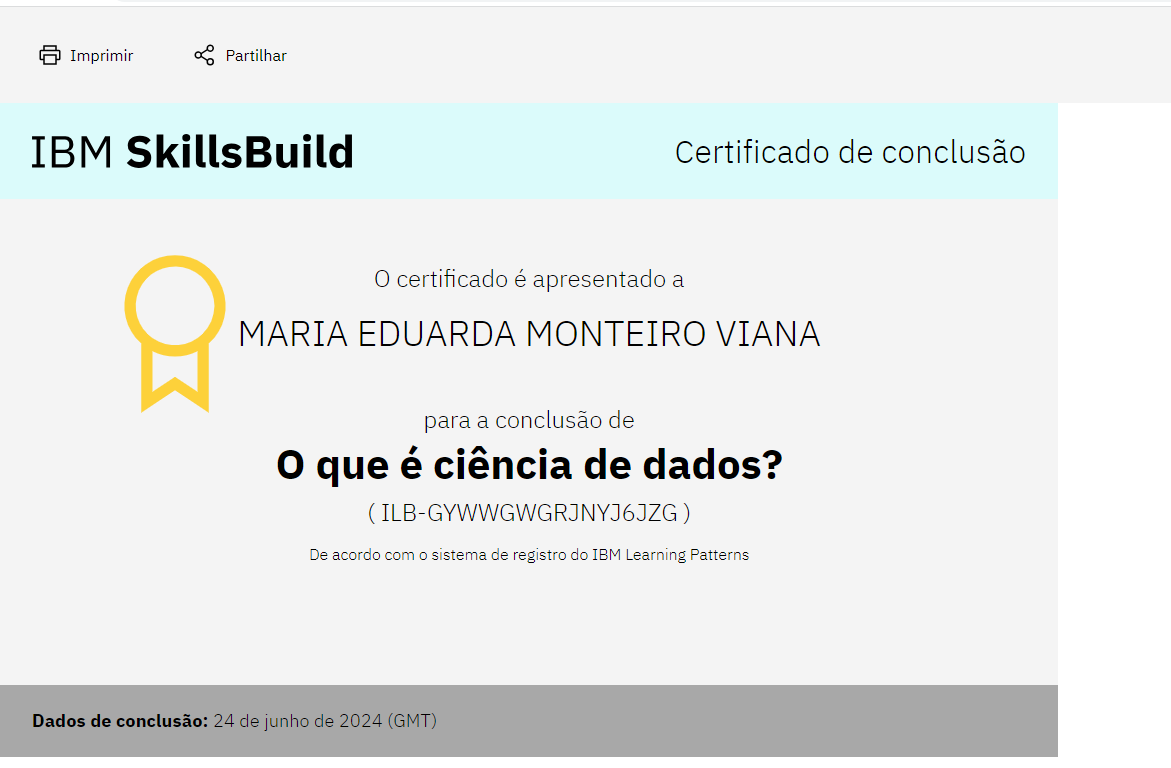 Imprimir Partilhar
IBM SkillsBuild Certificado de conclusão
O certificado é apresentado a
MARIA EDUARDA MONTEIRO VIANA
para a conclusão de
O que é ciência de dados?
( ILB-GYWWGWGRJNYJ6JZG )
De acordo com o sistema de registro do IBM Learning Patterns
Dados de conclusão: 24 de junho de 2024 (GMT)